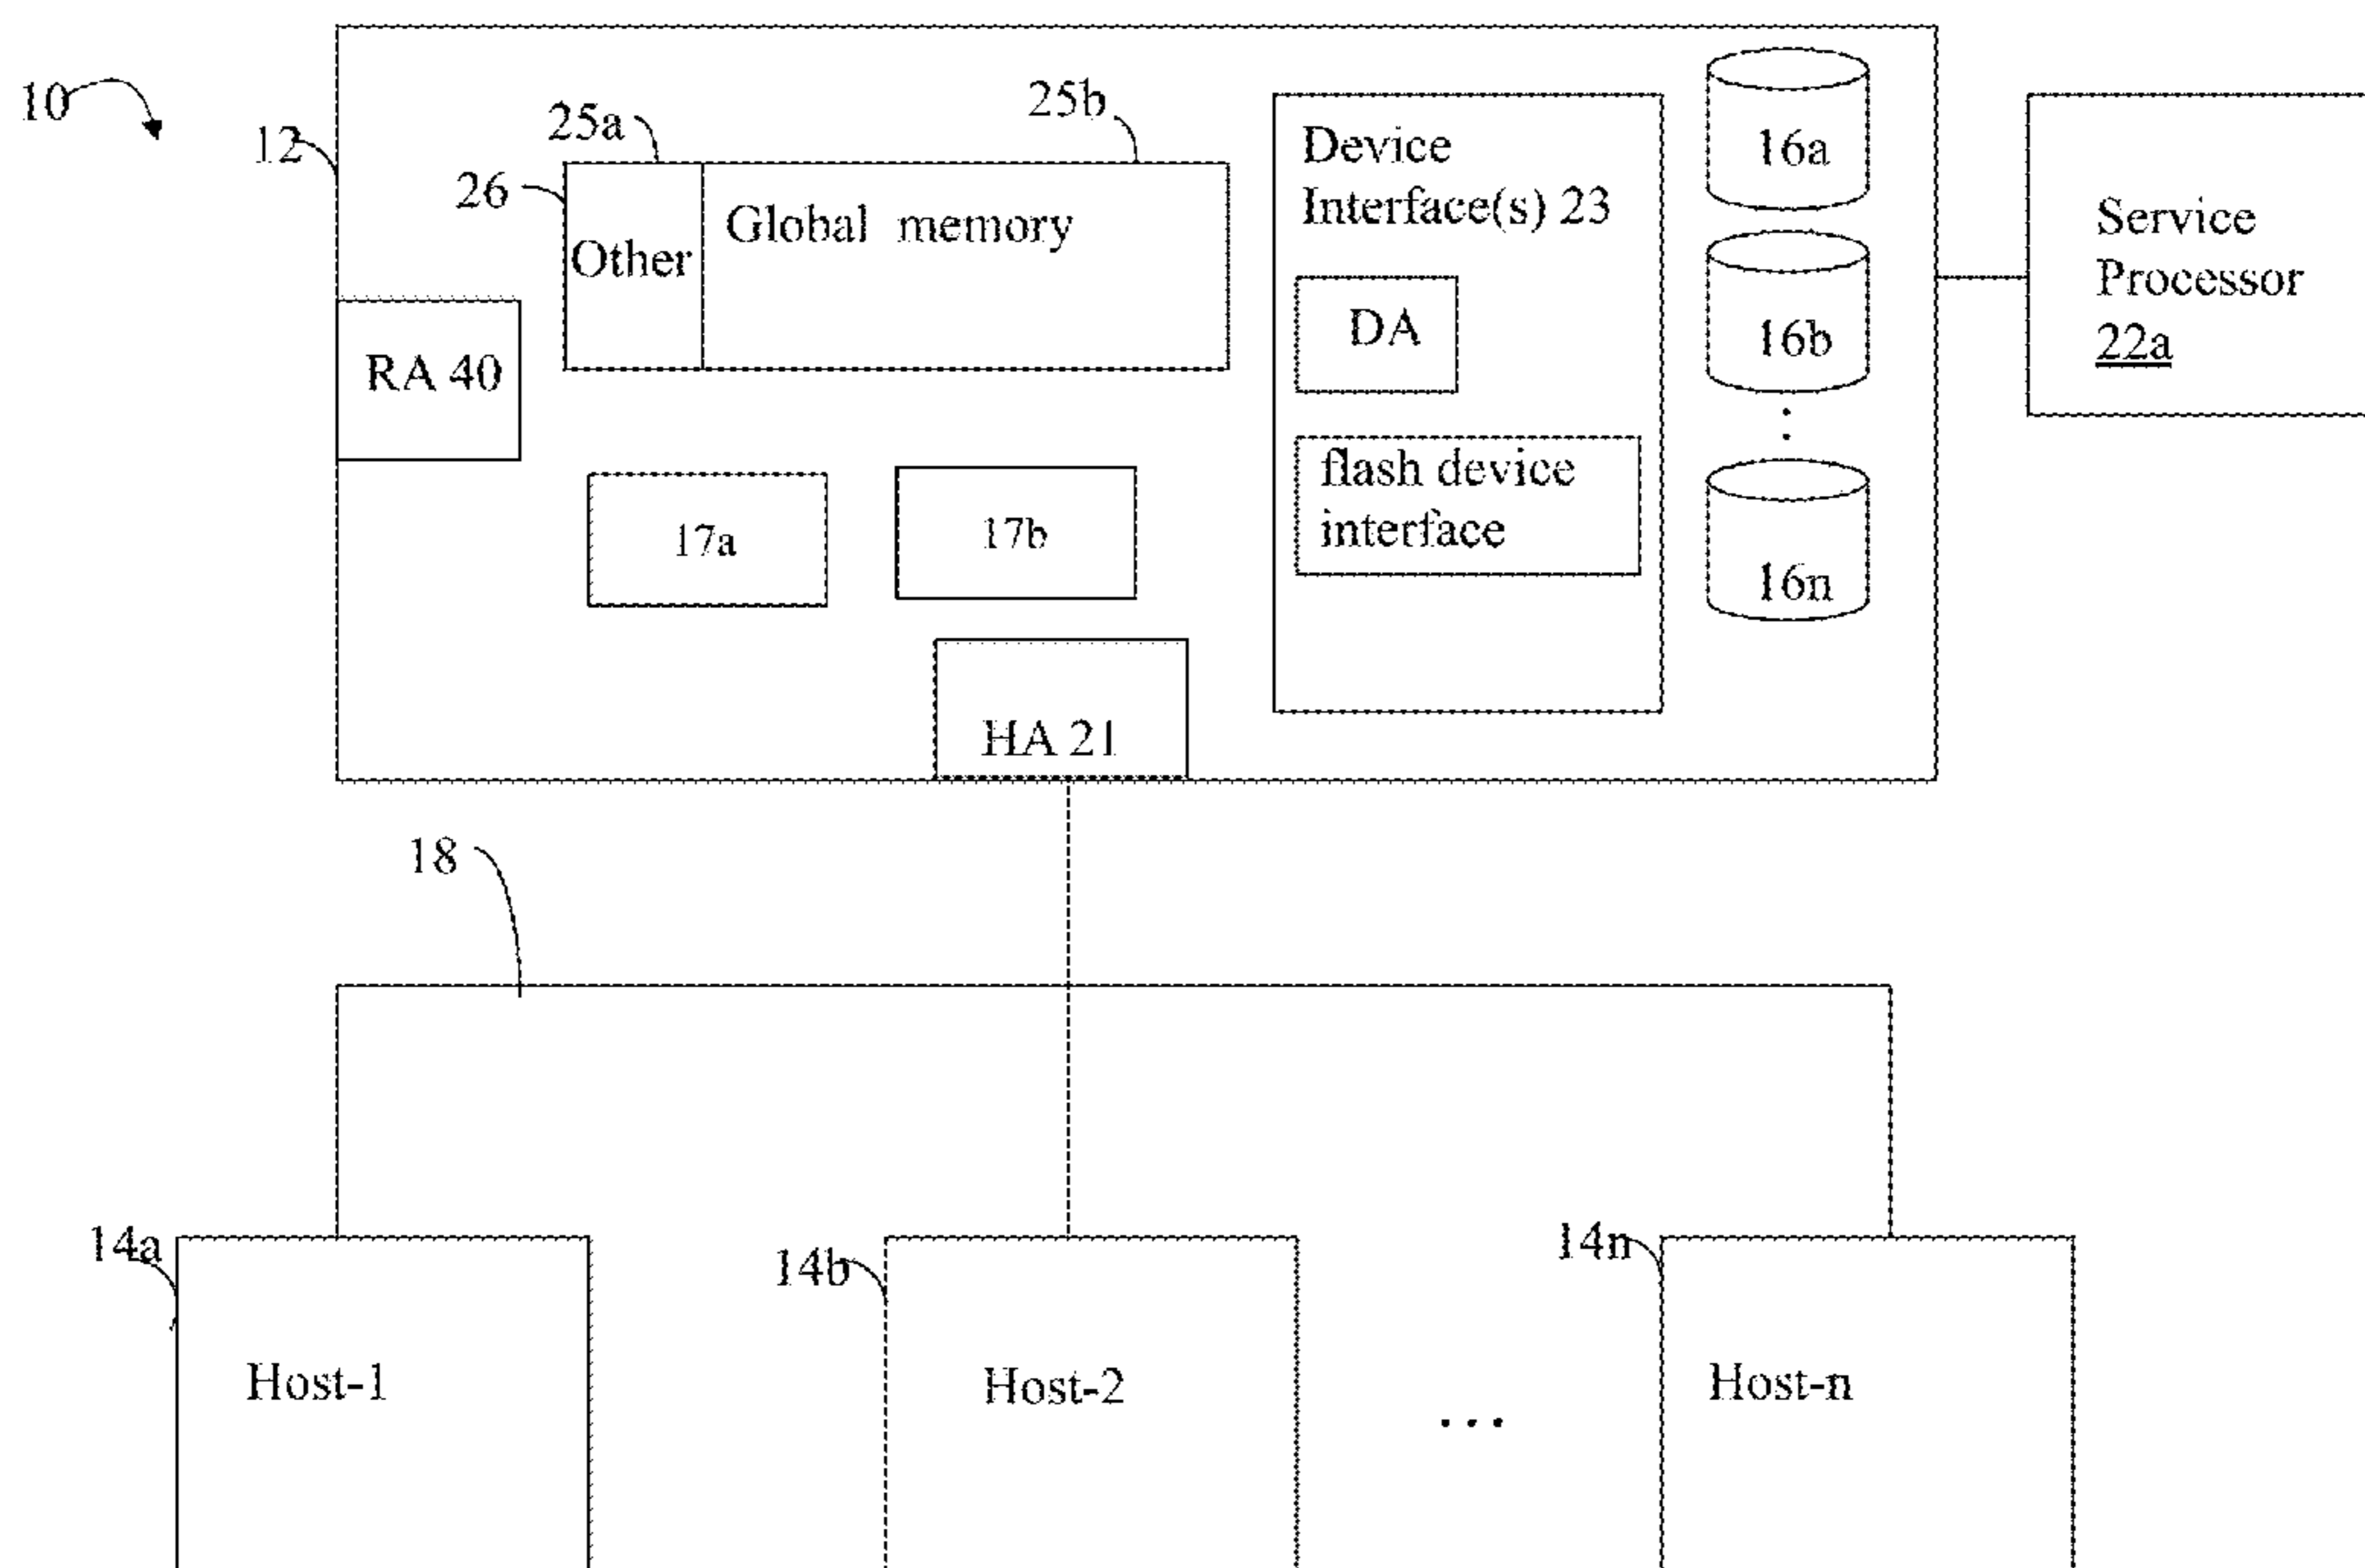 10
12
25a
25b
26
Other
Global memory
RA 40
17a
17b
HA 21
Device
Interface(s) 23
DA
flash device
interface
16a
16b
16n
Service
Processor
22a
18
14a
Host-1
14b
Host-2
...
14n
Host-n